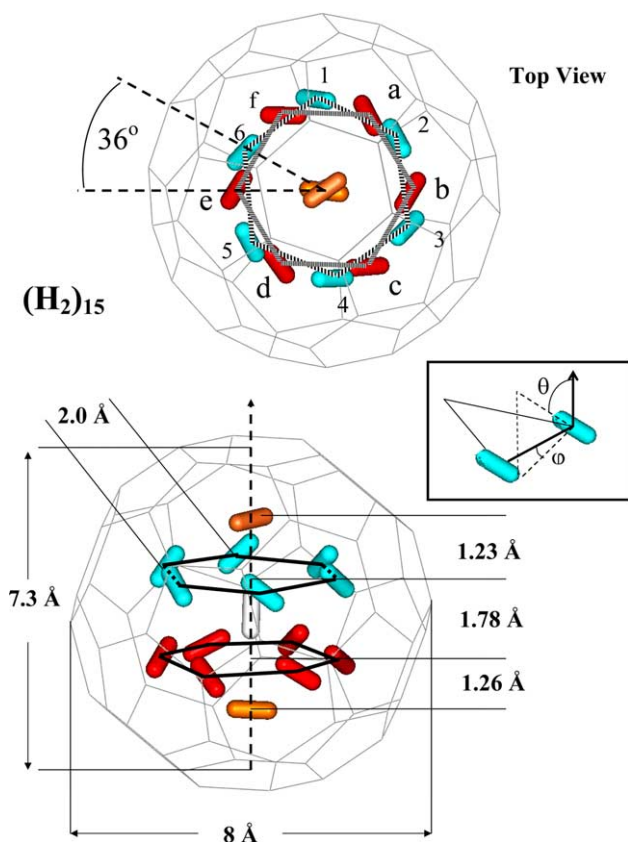 Top View
36°
1
a
f
2
6
b
e
3
5
d
4
c
(H2)15
θ
φ
2.0 Å
7.3 Å
1.23 Å
1.78 Å
1.26 Å
8 Å